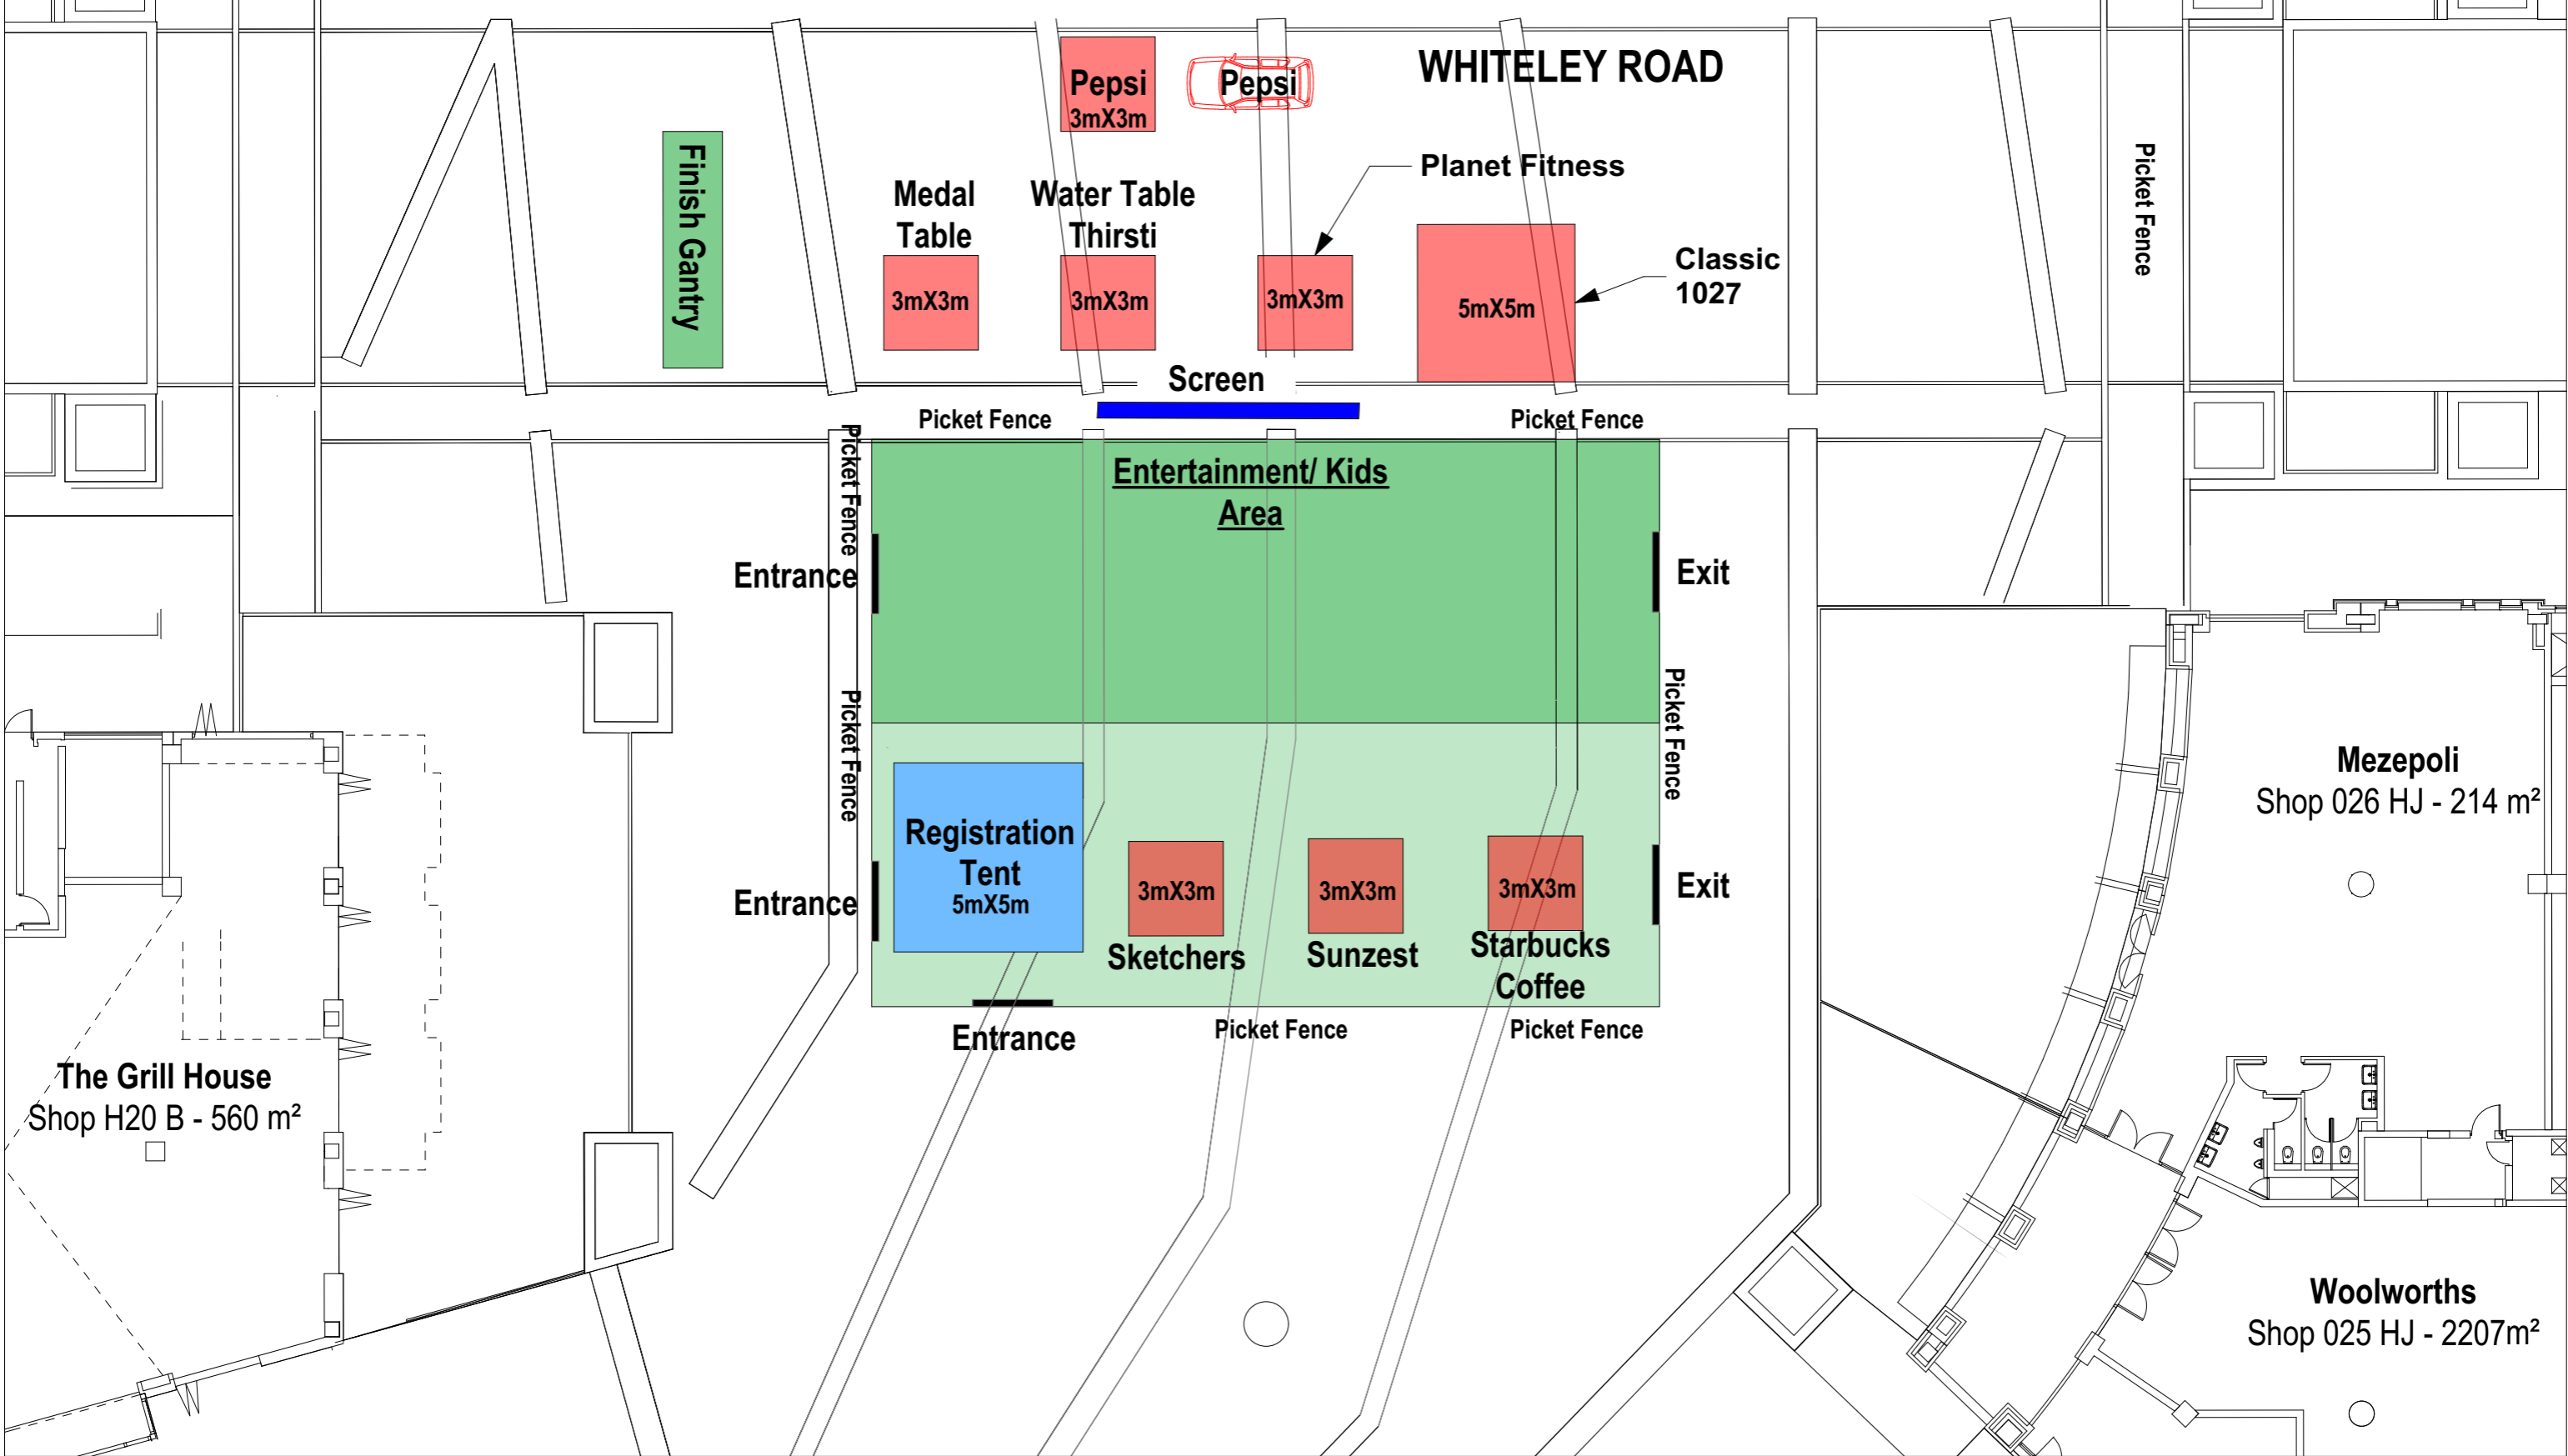 WHITELEY ROAD
Pepsi
3mX3m
Pepsi
Planet Fitness
Finish Gantry
Medal
Table
3mX3m
Water Table
Thirsti
3mX3m
3mX3m
5mX5m
Classic
1027
Picket Fence
Screen
Picket Fence
Picket Fence
Picket Fence
Entertainment/ Kids
Area
Entrance
Exit
Picket Fence
Picket Fence
Registration
Tent
5mX5m
3mX3m
Sketchers
3mX3m
Sunzest
3mX3m
Starbucks
Coffee
Entrance
Exit
Entrance
Picket Fence
Picket Fence
Mezepoli
Shop 026 HJ - 214 m²
The Grill House
Shop H20 B - 560 m²
Woolworths
Shop 025 HJ - 2207m²